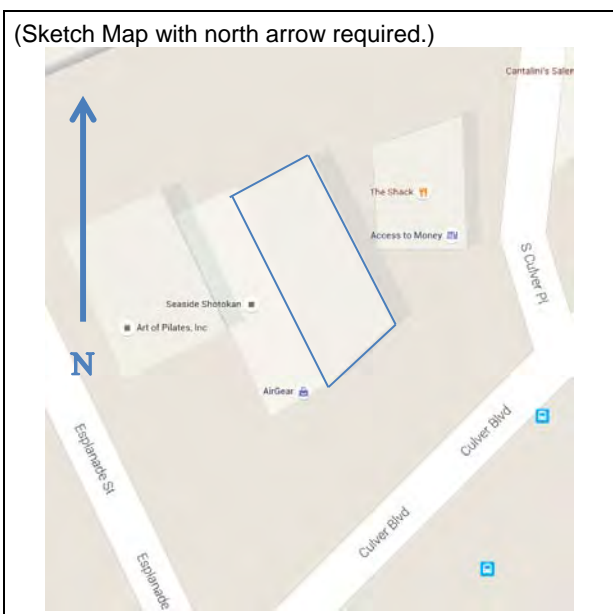 (Sketch Map with north arrow required.)
Cantalini's Saler
The Shack
Access to Money
S Culver Pl
Seaside Shotokan
Art of Pilates, Inc
N
AirGear
Culver Blvd
Esplanade St
Culver Blvd
Esplanade